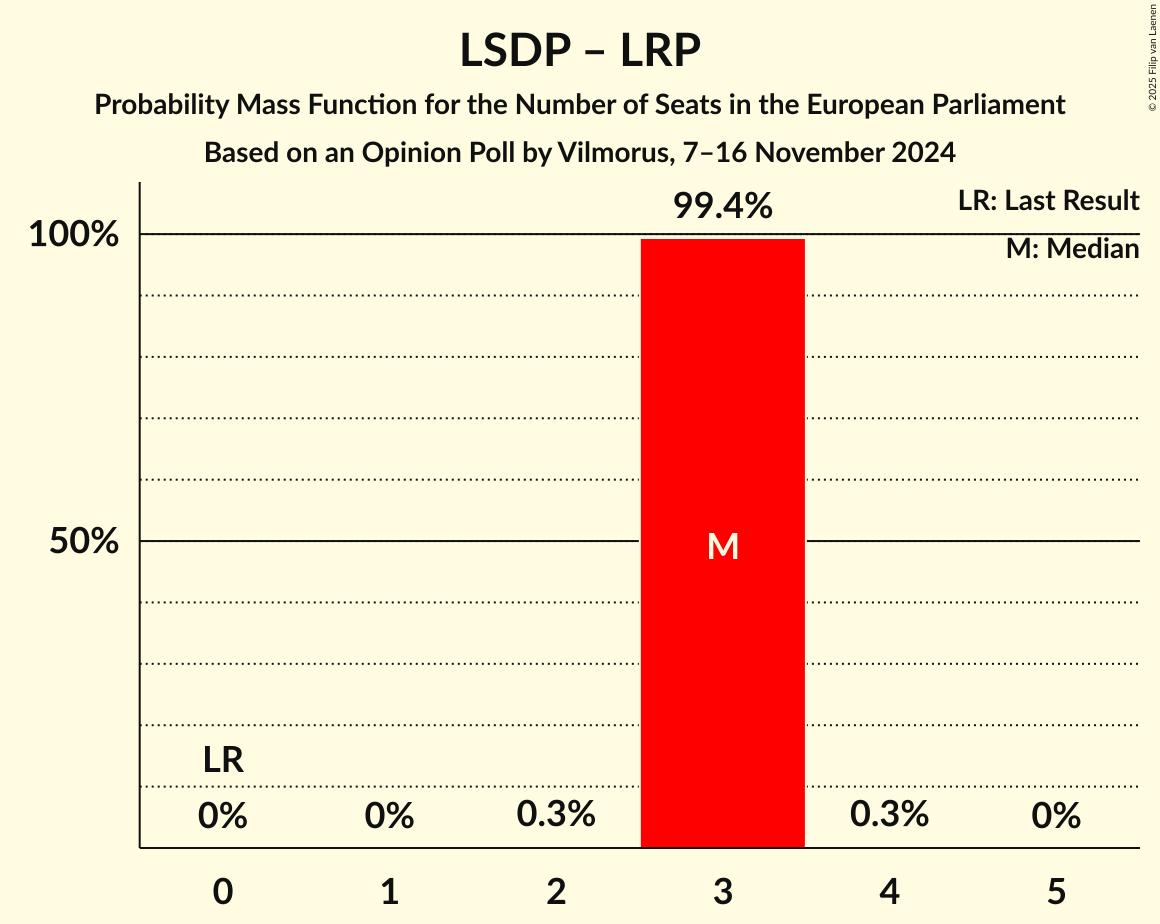 LSDP – LRP
Probability Mass Function for the Number of Seats in the European Parliament
Based on an Opinion Poll by Vilmorus, 7–16 November 2024
© 2025 Filip van Laenen
LR: Last Result
M: Median
100%
50%
99.4%
M
LR
0%
0%
0.3%
0.3%
0%
0
1
2
3
4
5